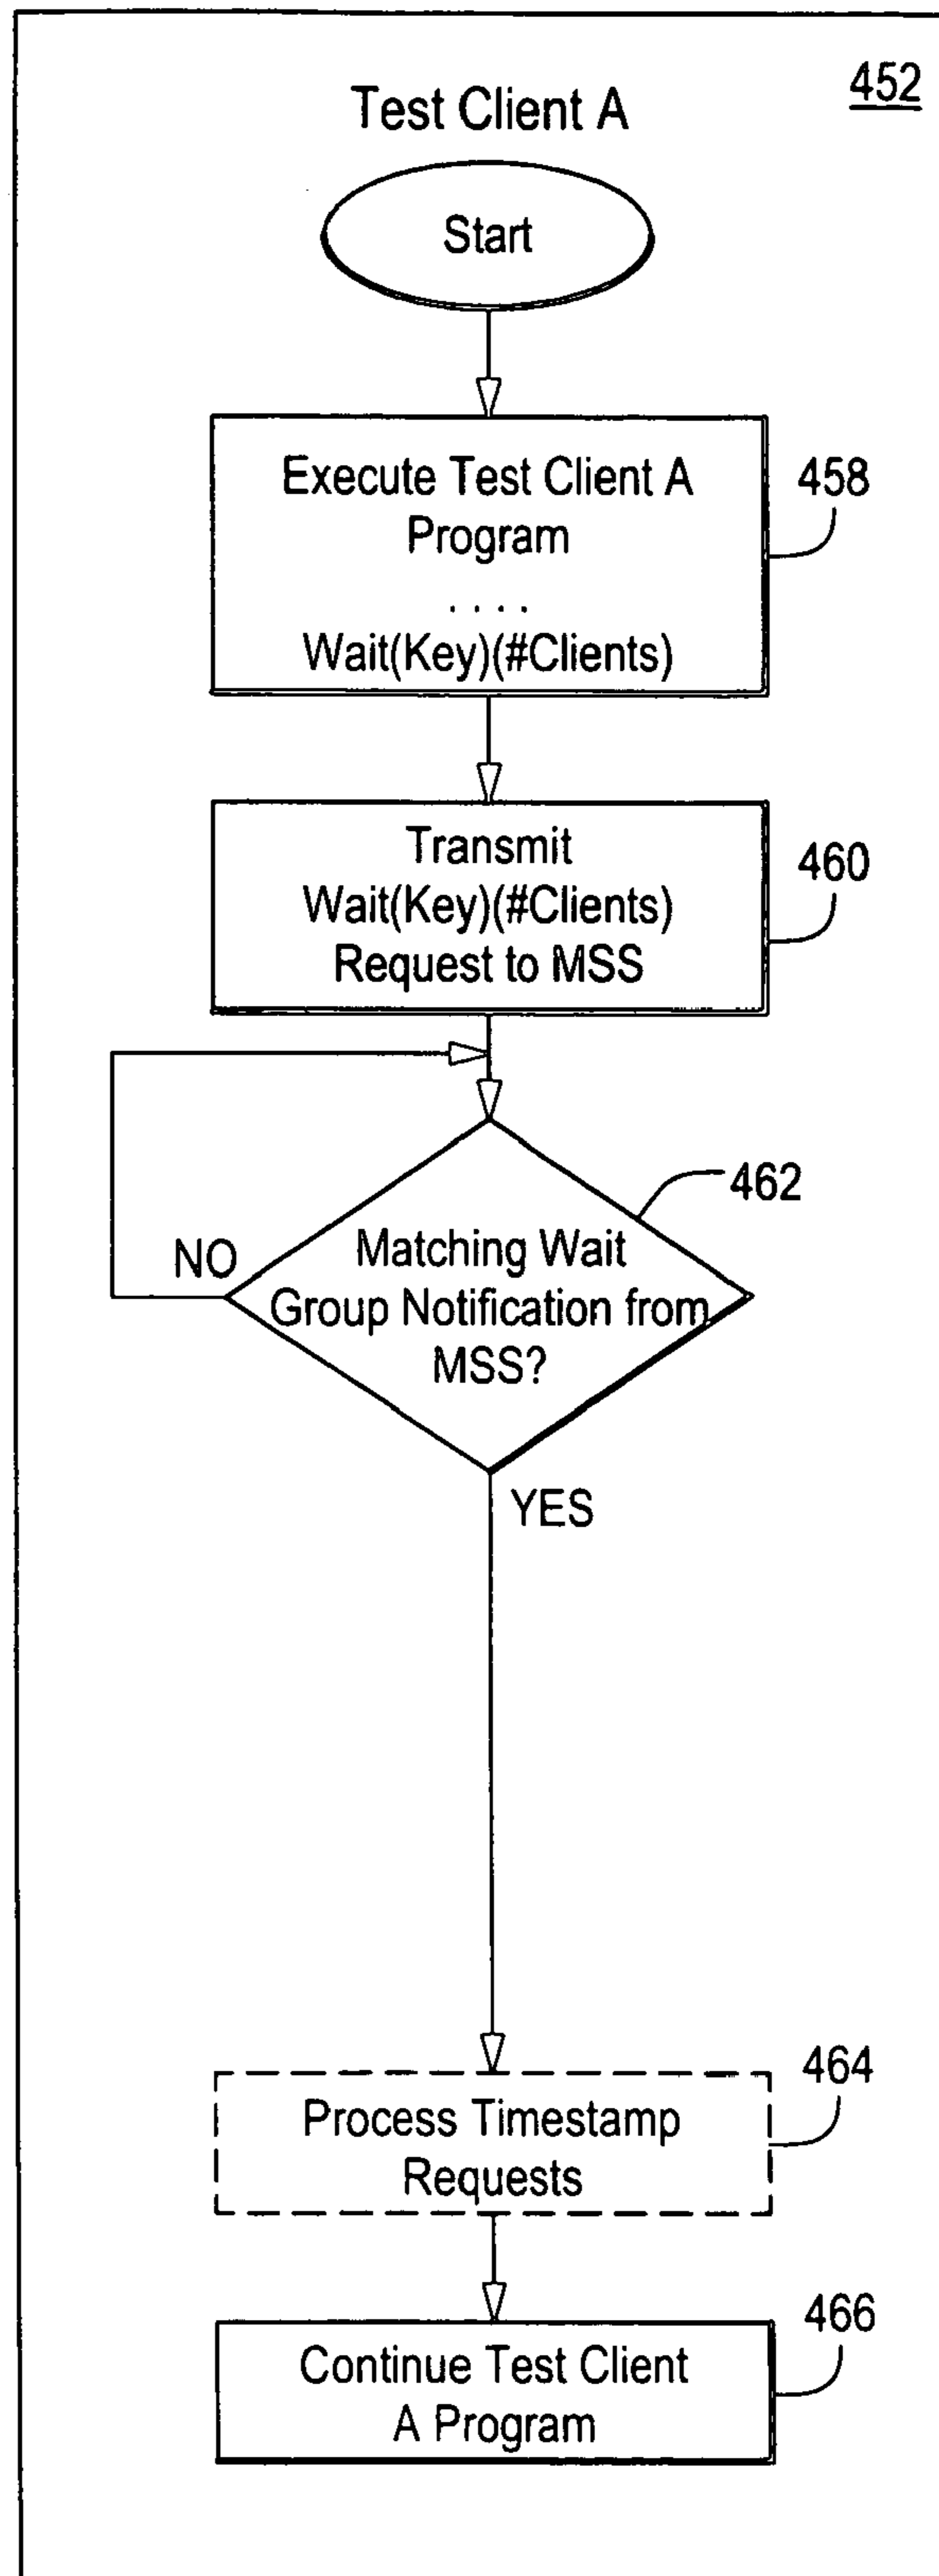 452
Test Client A
Start
Execute Test Client A
Program
. . . .
Wait(Key)(#Clients)
458
Transmit
Wait(Key)(#Clients)
Request to MSS
460
462
NO
Matching Wait
Group Notification from
MSS?
YES
464
Process Timestamp
Requests
466
Continue Test Client
A Program